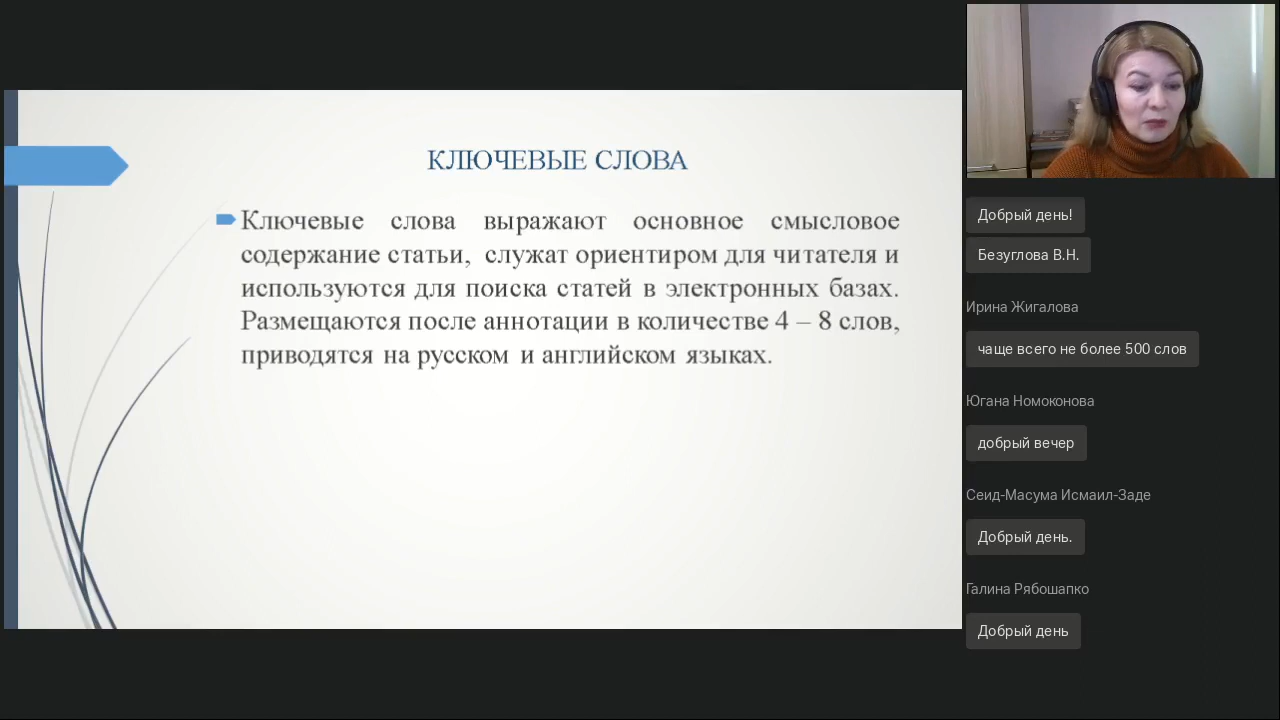 КЛЮЧЕВЫЕ СЛОВА
Ключевые слова выражают основное смысловое
содержание статьи, служат ориентиром для читателя и
используются для поиска статей в электронных базах.
Размещаются после аннотации в количестве 4 – 8 слов,
приводятся на русском и английском языках.
Добрый день!
Безуглова В.Н.
Ирина Жигалова
чаще всего не более 500 слов
Югана Номоконова
добрый вечер
Сеид-Масума Исмаил-Заде
Добрый день.
Галина Рябошапко
Добрый день